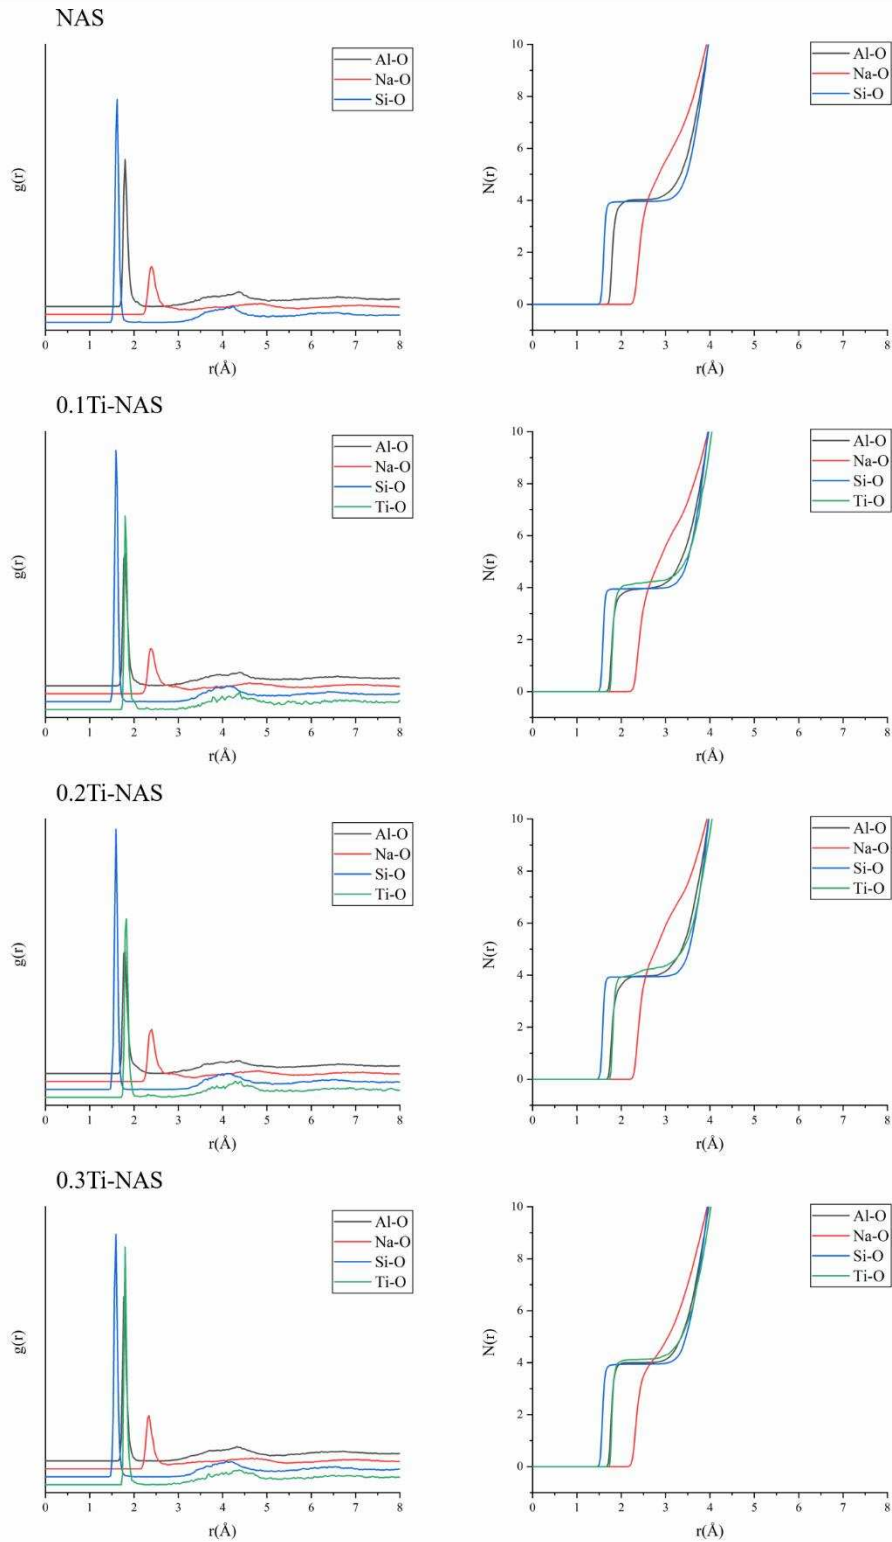 NAS
g(r)
Al-O
Na-O
Si-O
0 1 2 3 4 5 6 7 8
r(Å)
N(r)
10
8
6
4
2
0
Al-O
Na-O
Si-O
0 1 2 3 4 5 6 7 8
r(Å)
0.1Ti-NAS
g(r)
Al-O
Na-O
Si-O
Ti-O
0 1 2 3 4 5 6 7 8
r(Å)
N(r)
10
8
6
4
2
0
Al-O
Na-O
Si-O
Ti-O
0 1 2 3 4 5 6 7 8
r(Å)
0.2Ti-NAS
g(r)
Al-O
Na-O
Si-O
Ti-O
0 1 2 3 4 5 6 7 8
r(Å)
N(r)
10
8
6
4
2
0
Al-O
Na-O
Si-O
Ti-O
0 1 2 3 4 5 6 7 8
r(Å)
0.3Ti-NAS
g(r)
Al-O
Na-O
Si-O
Ti-O
0 1 2 3 4 5 6 7 8
r(Å)
N(r)
10
8
6
4
2
0
Al-O
Na-O
Si-O
Ti-O
0 1 2 3 4 5 6 7 8
r(Å)